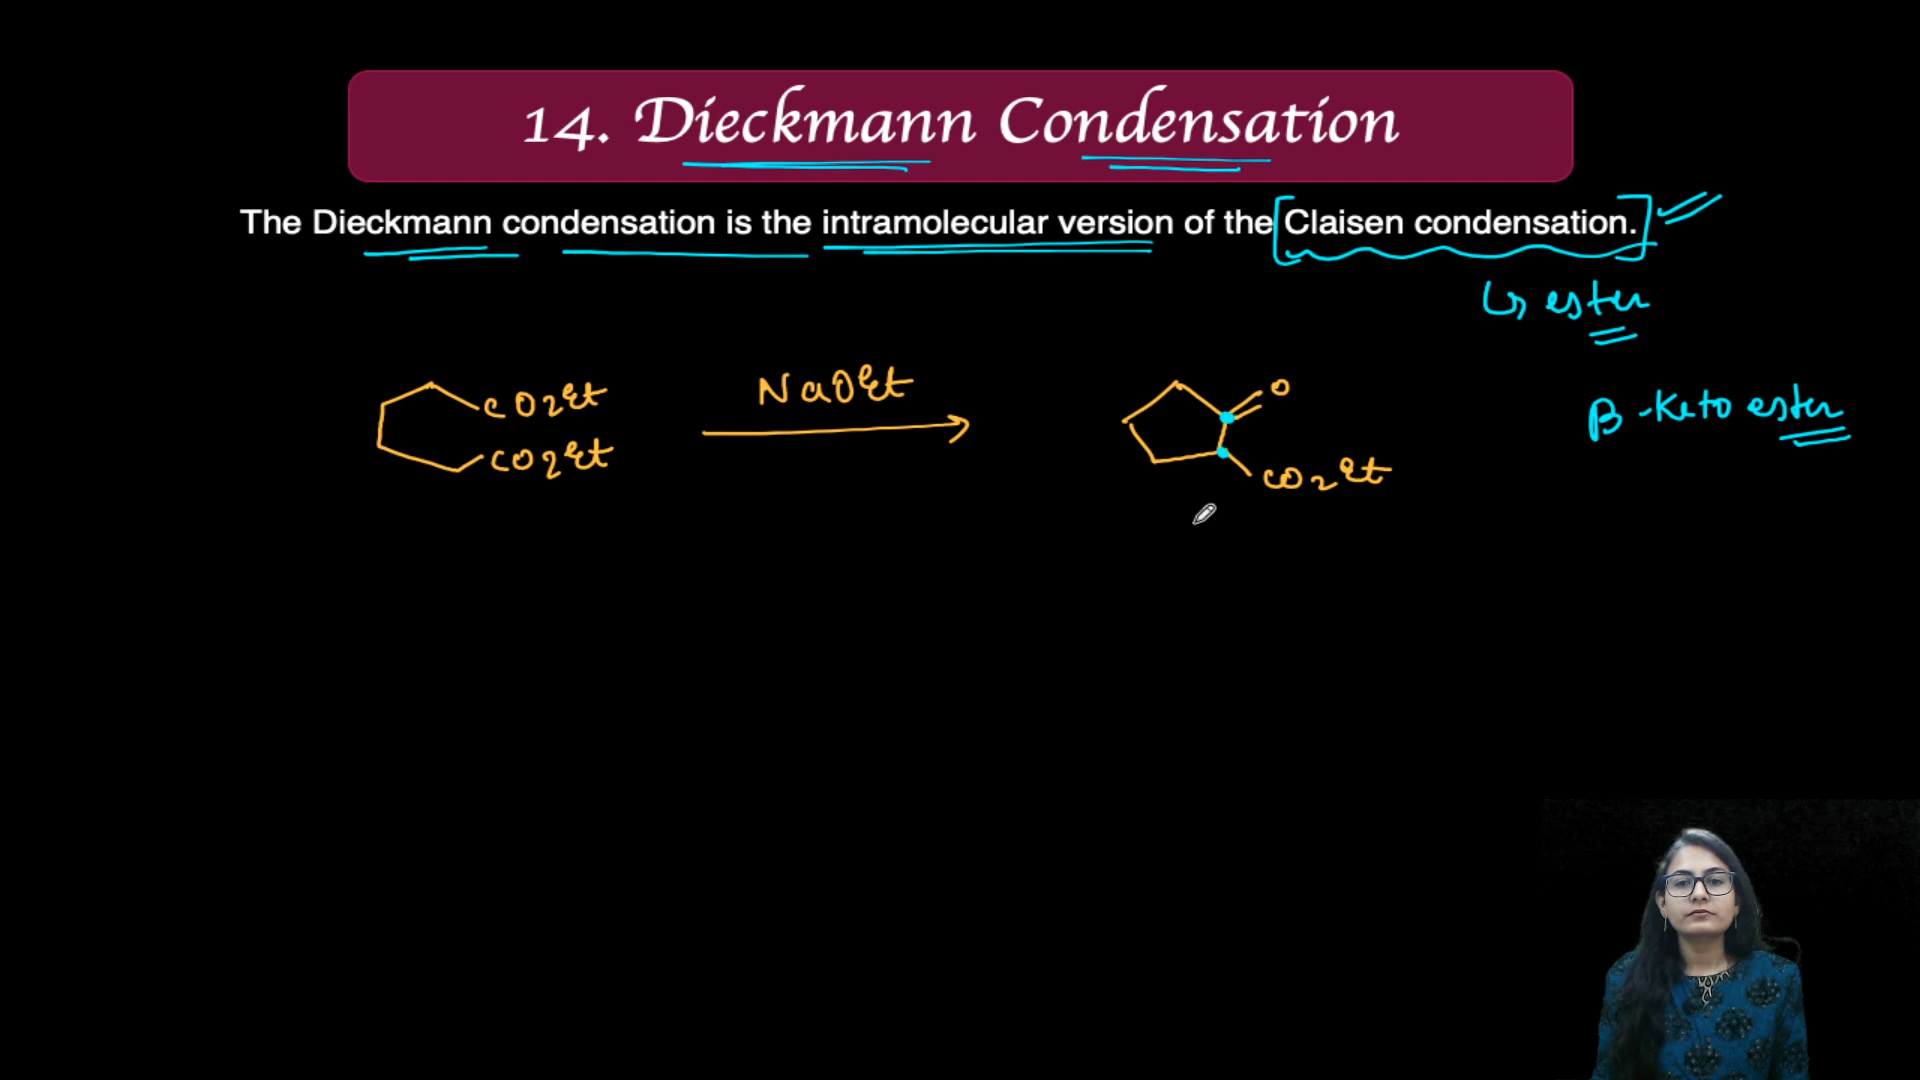 14. Dieckmann Condensation
The Dieckmann condensation is the intramolecular version of the Claisen condensation.
↳ ester
CO2Et
CO2Et
NaOEt
O
CO2Et
β-Keto ester